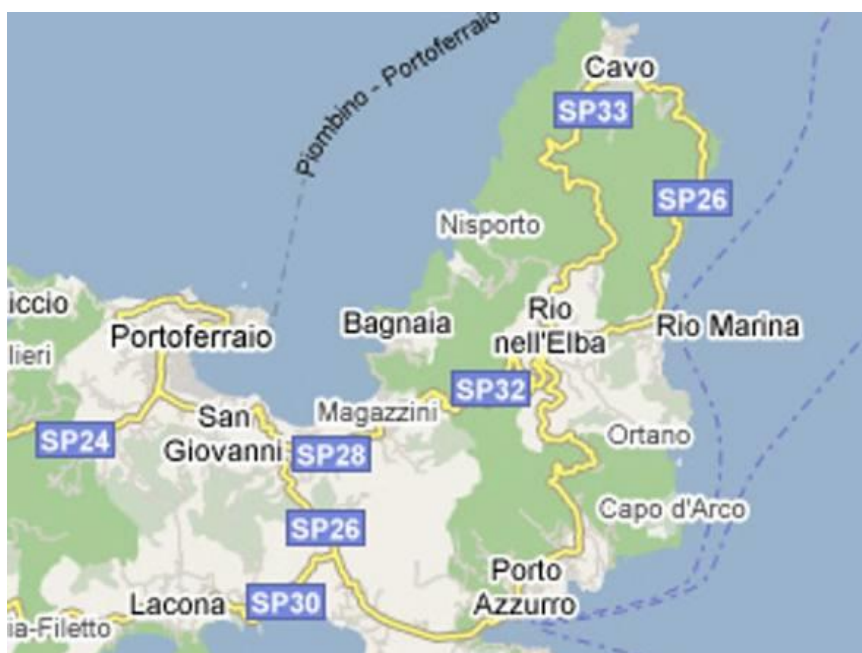 Piombino - Portoferraio
Cavo
SP33
SP26
Nisporto
iccio
Portoferraio
Bagnaia
Rio
nell'Elba
Rio Marina
lieri
SP32
San
Giovanni
Magazzini
SP24
SP28
Ortano
SP26
Capo d'Arco
Porto
Azzurro
Lacona
SP30
ia-Filetto